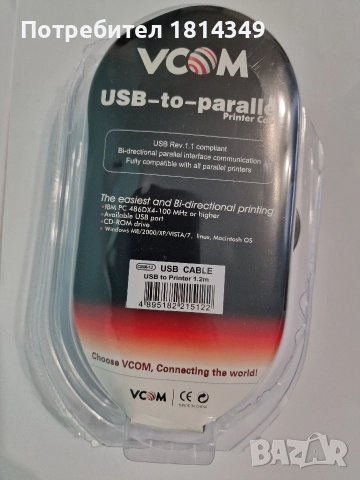 Потребител 1814349
VCOM
USB-to-paralle
Printer Ca
USB Rev.1.1 compliant
Bi-directional parallel interface communication
Fully compatible with all parallel printers
The easiest and Bi-directional printing
•IBM PC 486DX4-100 MHz or higher
•Available USB port
•CD-ROM drive
• Windows ME/2000/XP/VISTA/7, linus, Macintosh OS
USB CABLE
USB to Printer 1.2m
4 895182 215122
Choose VCOM, Connecting the world!
VCOM CE
MADE IN CHINA
BAZAR